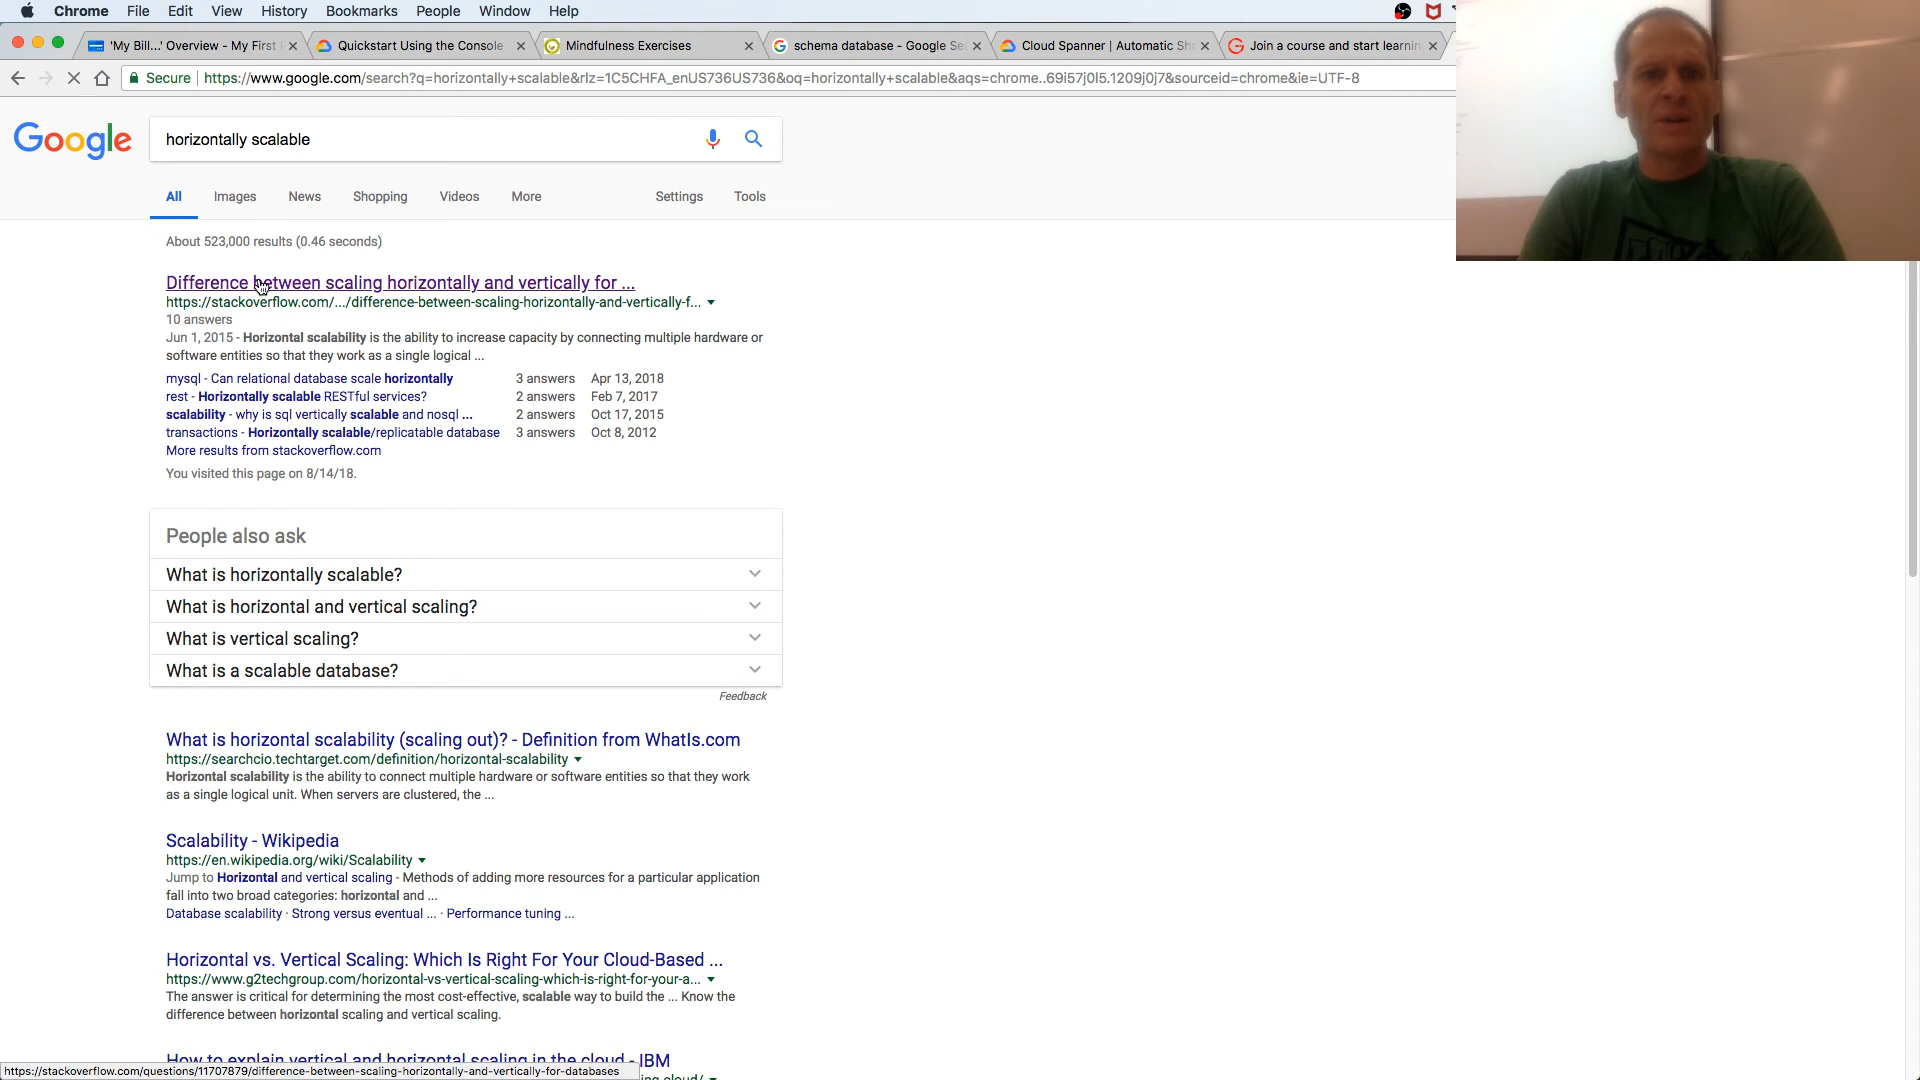 Chrome File Edit View History Bookmarks People Window Help
'My Bill...' Overview - My First
Quickstart Using the Console
Mindfulness Exercises
schema database - Google Se
Cloud Spanner | Automatic Sh
Join a course and start learnin
Secure https://www.google.com/search?q=horizontally+scalable&rlz=1C5CHFA_enUS736US736&oq=horizontally+scalable&aqs=chrome..69i57j0l5.1209j0j7&sourceid=chrome&ie=UTF-8
Google
horizontally scalable
All Images News Shopping Videos More Settings Tools
About 523,000 results (0.46 seconds)
Difference between scaling horizontally and vertically for ...
https://stackoverflow.com/.../difference-between-scaling-horizontally-and-vertically-f...
10 answers
Jun 1, 2015 - Horizontal scalability is the ability to increase capacity by connecting multiple hardware or
software entities so that they work as a single logical ...
mysql - Can relational database scale horizontally 3 answers Apr 13, 2018
rest - Horizontally scalable RESTful services? 2 answers Feb 7, 2017
scalability - why is sql vertically scalable and nosql ... 2 answers Oct 17, 2015
transactions - Horizontally scalable/replicatable database 3 answers Oct 8, 2012
More results from stackoverflow.com
You visited this page on 8/14/18.
People also ask
What is horizontally scalable?
What is horizontal and vertical scaling?
What is vertical scaling?
What is a scalable database?
Feedback
What is horizontal scalability (scaling out)? - Definition from WhatIs.com
https://searchcio.techtarget.com/definition/horizontal-scalability
Horizontal scalability is the ability to connect multiple hardware or software entities so that they work
as a single logical unit. When servers are clustered, the ...
Scalability - Wikipedia
https://en.wikipedia.org/wiki/Scalability
Jump to Horizontal and vertical scaling - Methods of adding more resources for a particular application
fall into two broad categories: horizontal and ...
Database scalability · Strong versus eventual ... · Performance tuning ...
Horizontal vs. Vertical Scaling: Which Is Right For Your Cloud-Based ...
https://www.g2techgroup.com/horizontal-vs-vertical-scaling-which-is-right-for-your-a...
The answer is critical for determining the most cost-effective, scalable way to build the ... Know the
difference between horizontal scaling and vertical scaling.
How to explain vertical and horizontal scaling in the cloud - IBM
https://stackoverflow.com/questions/11707879/difference-between-scaling-horizontally-and-vertically-for-databases